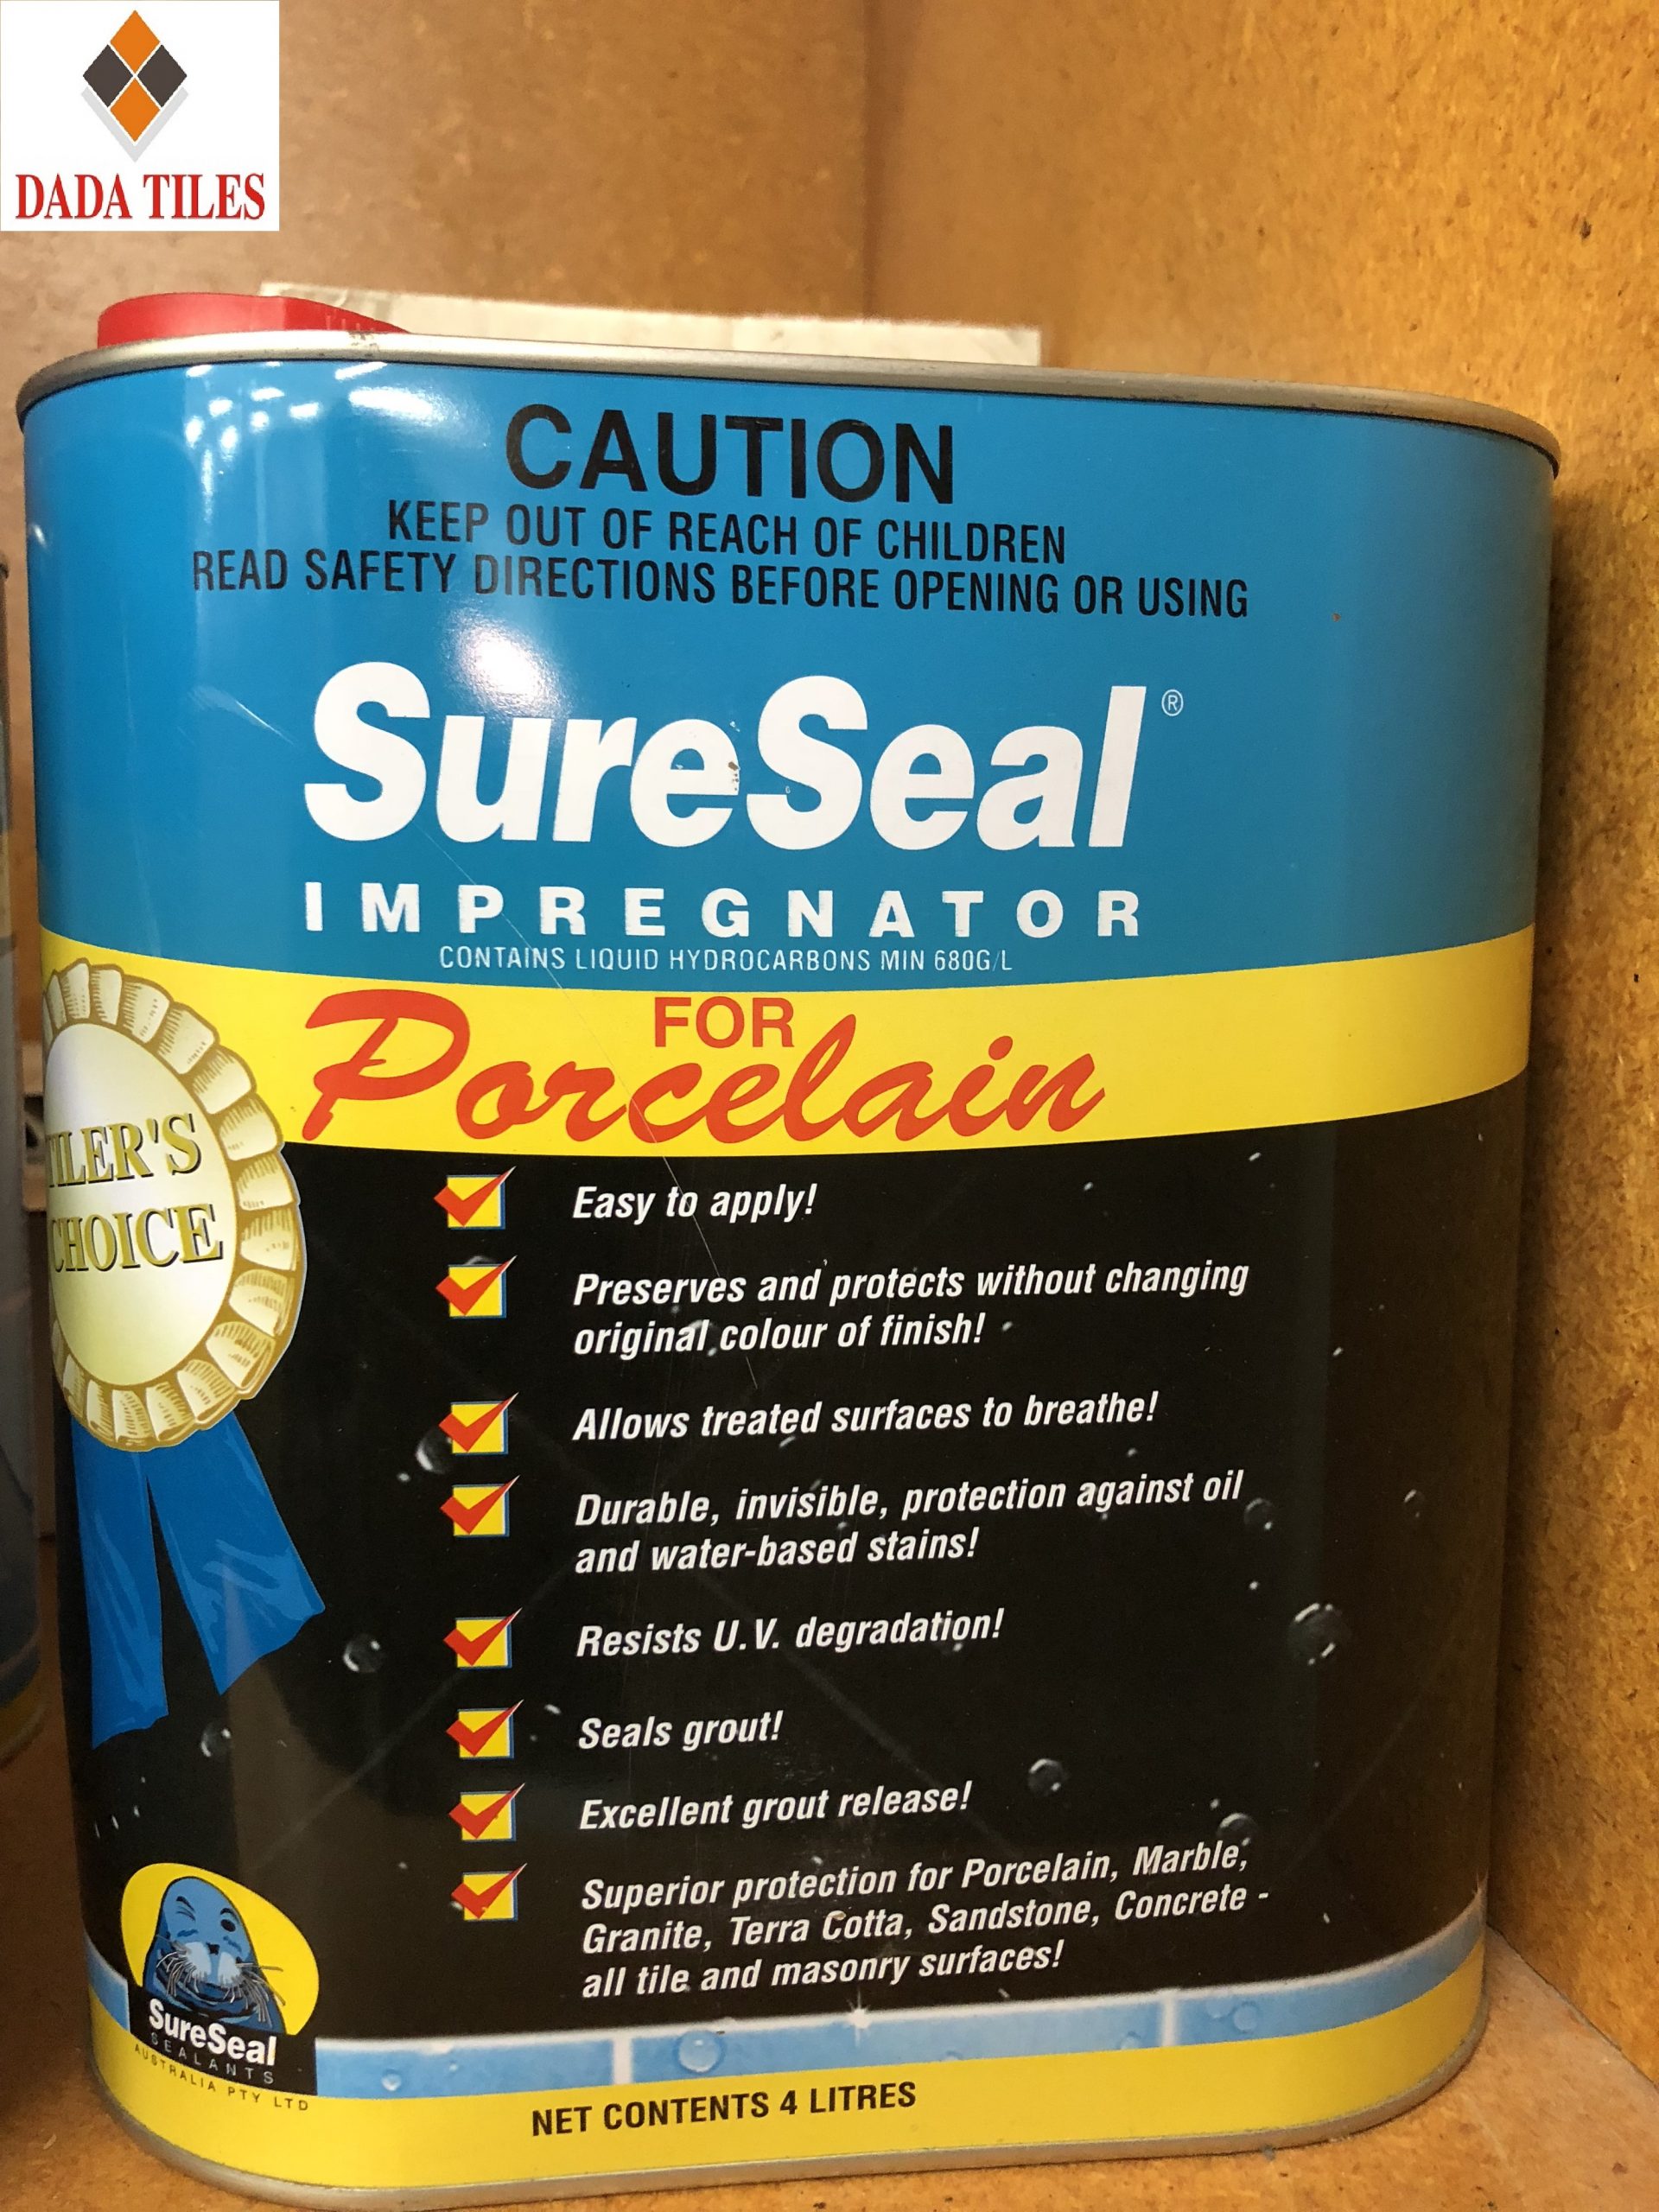 DADA TILES
CAUTION
KEEP OUT OF REACH OF CHILDREN
READ SAFETY DIRECTIONS BEFORE OPENING OR USING
SureSeal®
IMPREGNATOR
CONTAINS LIQUID HYDROCARBONS MIN 680G/L
FOR
Porcelain
TILER'S
CHOICE
Easy to apply!
Preserves and protects without changing
original colour of finish!
Allows treated surfaces to breathe!
Durable, invisible, protection against oil
and water-based stains!
Resists U.V. degradation!
Seals grout!
Excellent grout release!
Superior protection for Porcelain, Marble,
Granite, Terra Cotta, Sandstone, Concrete -
all tile and masonry surfaces!
SureSeal
SEALANTS
AUSTRALIA PTY LTD
NET CONTENTS 4 LITRES